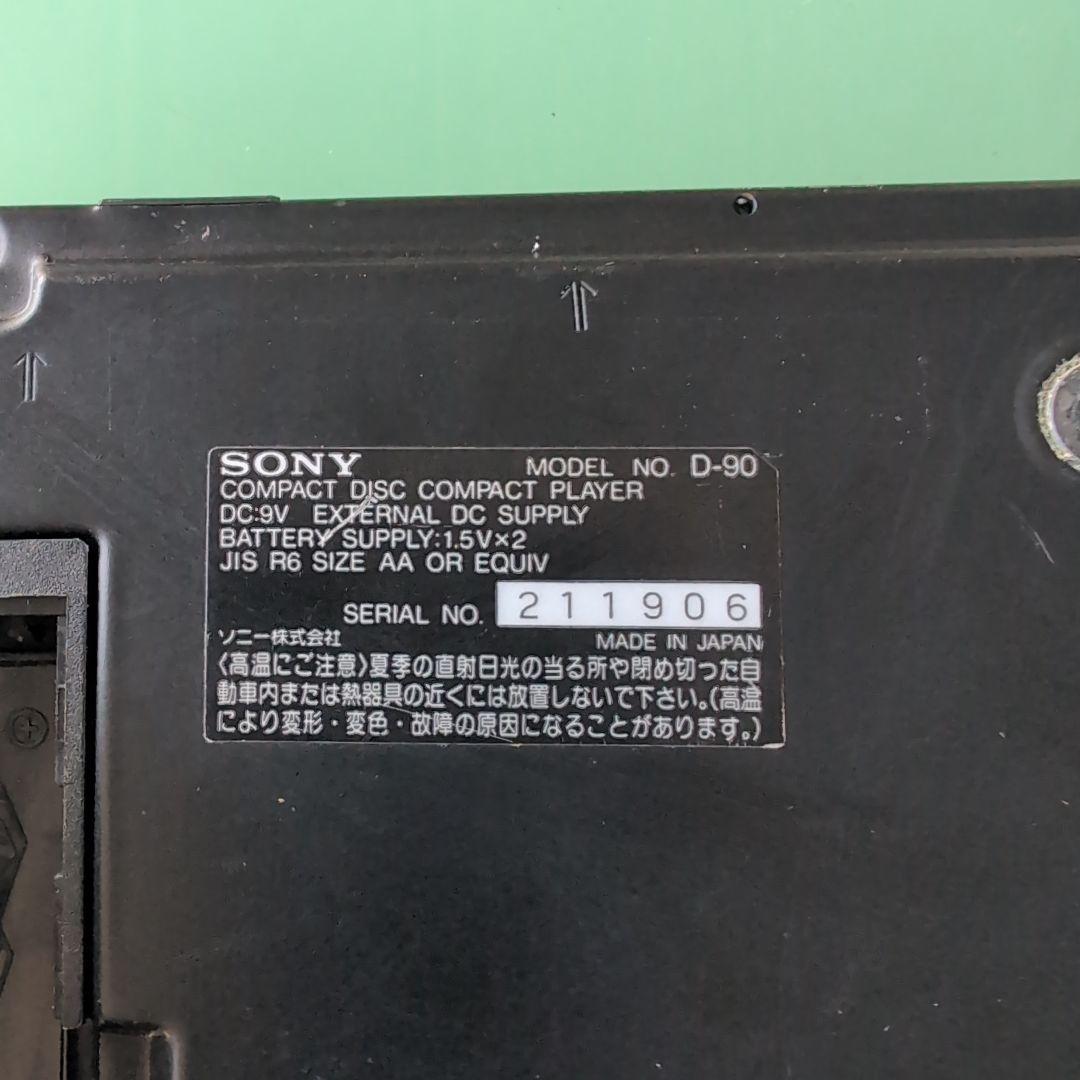 SONY MODEL NO. D-90
COMPACT DISC COMPACT PLAYER
DC:9V EXTERNAL DC SUPPLY
BATTERY SUPPLY:1.5V×2
JIS R6 SIZE AA OR EQUIV
SERIAL NO. 211906
ソニー株式会社 MADE IN JAPAN
〈高温にご注意〉夏季の直射日光の当る所や閉め切った自
動車内または熱器具の近くには放置しないで下さい。(高温
により変形・変色・故障の原因になることがあります。)